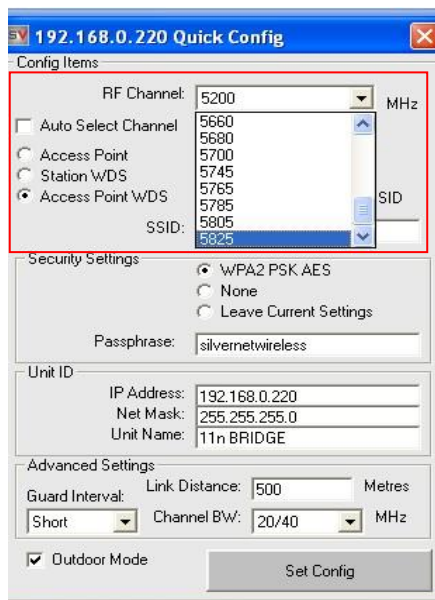 SV 192.168.0.220 Quick Config
Config Items
RF Channel: 5200 MHz
Auto Select Channel
5660
5680
5700
5745
5765
5785
5805
5825
Access Point
Station WDS
Access Point WDS
SID
SSID:
Security Settings
WPA2 PSK AES
None
Leave Current Settings
Passphrase: silvernetwireless
Unit ID
IP Address: 192.168.0.220
Net Mask: 255.255.255.0
Unit Name: 11n BRIDGE
Advanced Settings
Guard Interval: Link Distance: 500 Metres
Short Channel BW: 20/40 MHz
Outdoor Mode Set Config